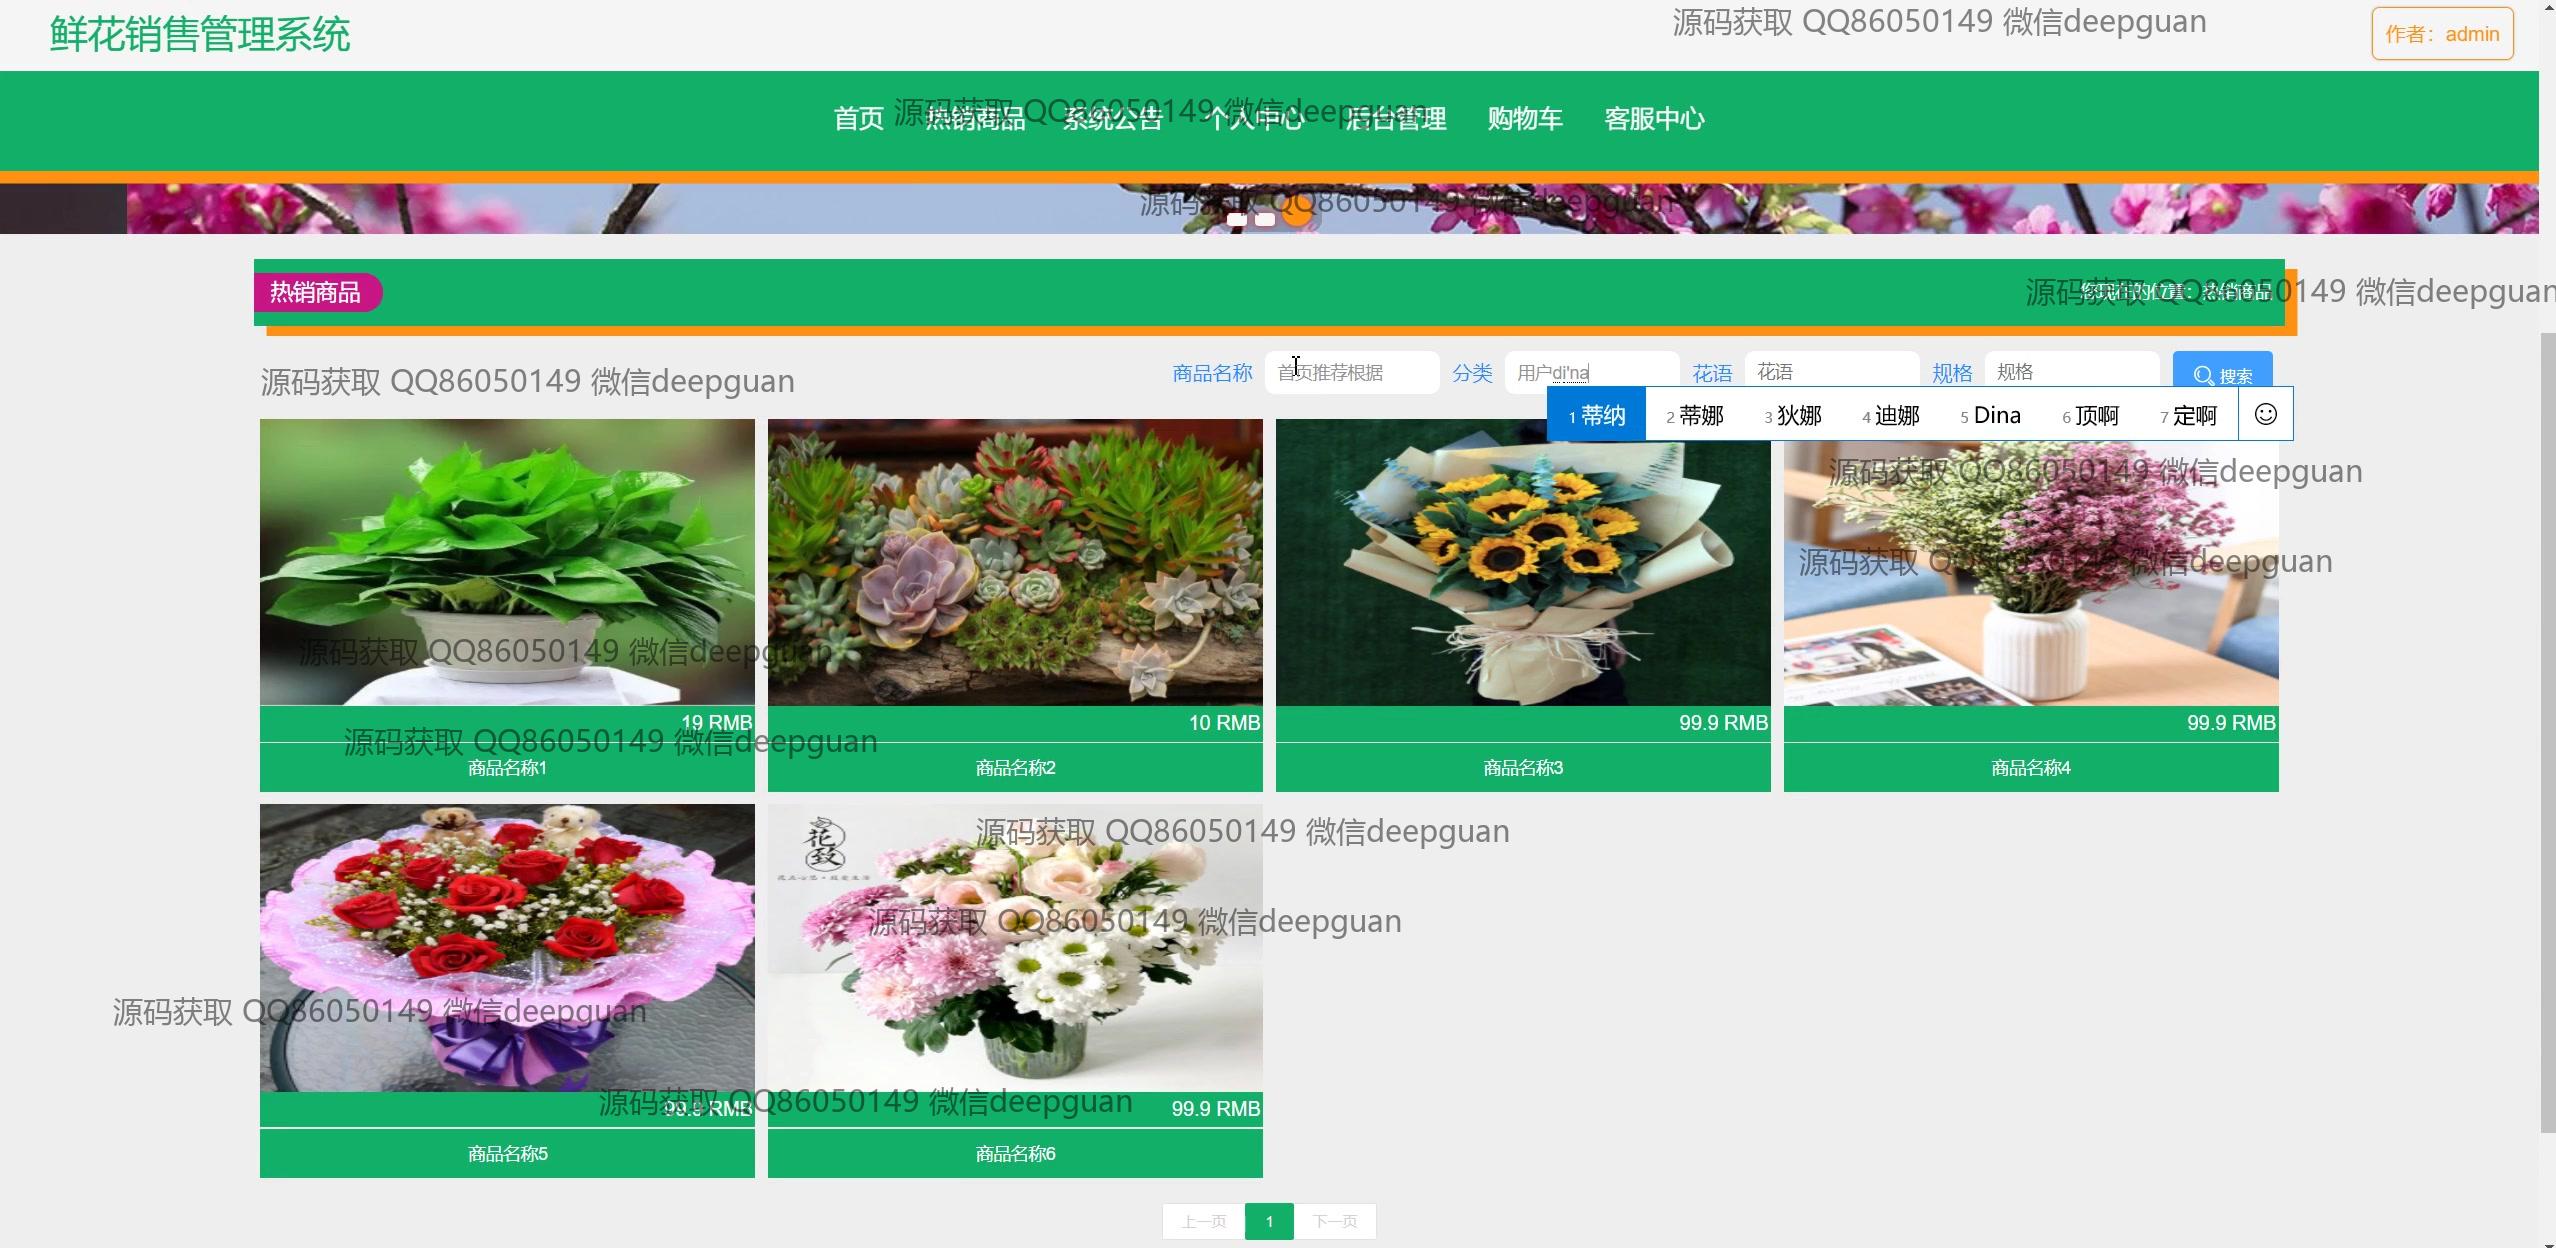 鲜花销售管理系统
源码获取 QQ86050149 微信deepguan
作者：admin
首页 热销商品 系统公告 个人中心 后台管理 购物车 客服中心
源码获取 QQ86050149 微信deepguan
源码获取 QQ86050149 微信deepguan
热销商品
您现在的位置：热销商品
源码获取 QQ86050149 微信deepguan
商品名称 首页推荐根据 分类 用户di'na 花语 花语 规格 规格 搜索
源码获取 QQ86050149 微信deepguan
1 蒂纳 2 蒂娜 3 狄娜 4 迪娜 5 Dina 6 顶啊 7 定啊
源码获取 QQ86050149 微信deepguan
源码获取 QQ86050149 微信deepguan
源码获取 QQ86050149 微信deepguan
19 RMB 10 RMB 99.9 RMB 99.9 RMB
源码获取 QQ86050149 微信deepguan
商品名称1 商品名称2 商品名称3 商品名称4
花
源码获取 QQ86050149 微信deepguan
源码获取 QQ86050149 微信deepguan
源码获取 QQ86050149 微信deepguan
源码获取 QQ86050149 微信deepguan
99.9 RMB 99.9 RMB
商品名称5 商品名称6
上一页 1 下一页